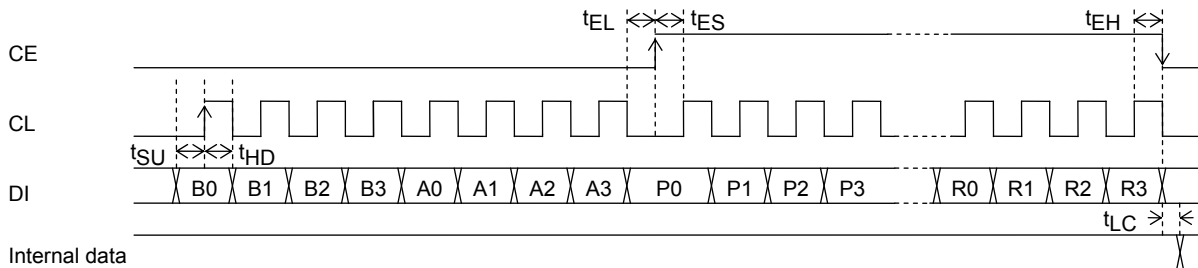 tEL tES tEH
CE
CL
tSU tHD
DI B0 B1 B2 B3 A0 A1 A2 A3 P0 P1 P2 P3 R0 R1 R2 R3
tLC
Internal data